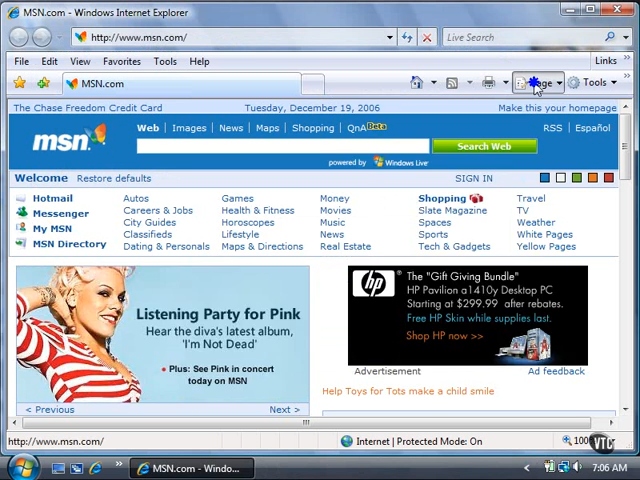 MSN.com - Windows Internet Explorer
http://www.msn.com/
Live Search
File Edit View Favorites Tools Help Links
MSN.com
Page Tools
The Chase Freedom Credit Card Tuesday, December 19, 2006 Make this your homepage
msn
Web Images News Maps Shopping QnA Beta RSS Español
Search Web
powered by Windows Live
Welcome Restore defaults SIGN IN
Hotmail Autos Games Money Shopping Travel
Messenger Careers & Jobs Health & Fitness Movies Slate Magazine TV
My MSN City Guides Horoscopes Music Spaces Weather
MSN Directory Classifieds Lifestyle News Sports White Pages
Dating & Personals Maps & Directions Real Estate Tech & Gadgets Yellow Pages
Listening Party for Pink
Hear the diva's latest album,
'I'm Not Dead'
Plus: See Pink in concert
today on MSN
< Previous Next >
hp
The "Gift Giving Bundle"
HP Pavilion a1410y Desktop PC
Starting at $299.99 after rebates.
Free HP Skin while supplies last.
Shop HP now >>
Advertisement Ad feedback
Help Toys for Tots make a child smile
http://www.msn.com/ Internet | Protected Mode: On 100%
VTC
MSN.com - Windo... 7:06 AM